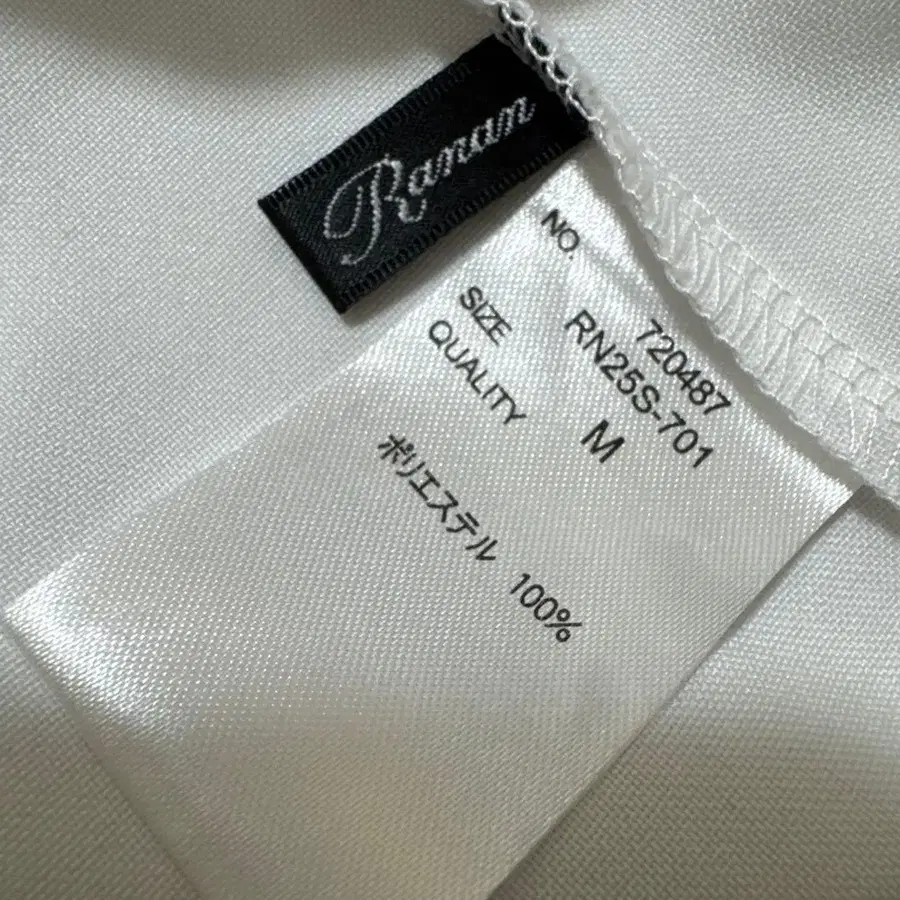 Ranan
NO.
720487
RN25S-701
SIZE M
QUALITY
ポリエステル 100%